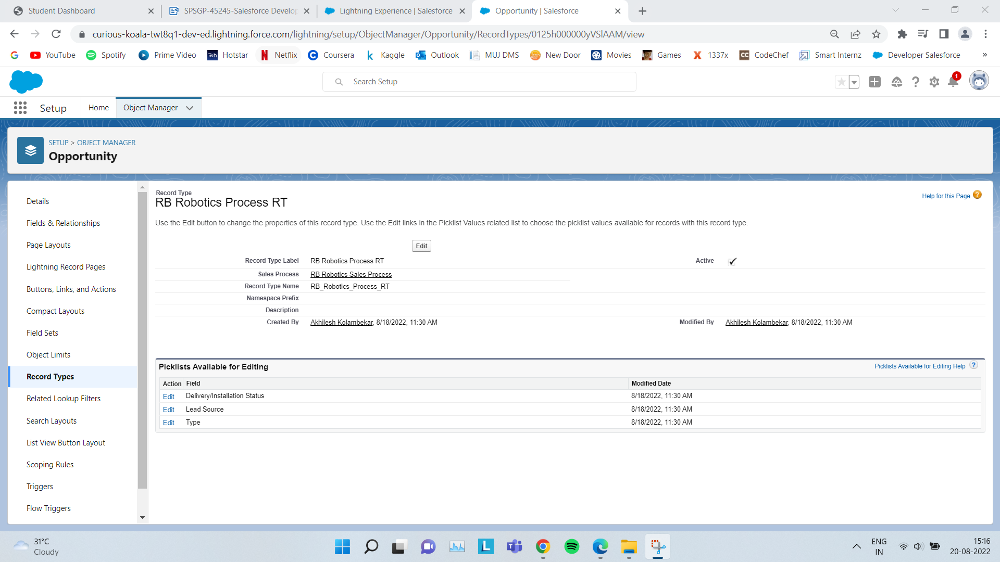 Student Dashboard
SPSGP-45245-Salesforce Develop
Lightning Experience | Salesforce
Opportunity | Salesforce
curious-koala-twt8q1-dev-ed.lightning.force.com/lightning/setup/ObjectManager/Opportunity/RecordTypes/0125h000000yVSlAAM/view
YouTube Spotify Prime Video Hotstar Netflix Coursera Kaggle Outlook MUJ DMS New Door Movies Games 1337x CodeChef Smart Internz Developer Salesforce »
Search Setup
1
Setup Home Object Manager
SETUP > OBJECT MANAGER
Opportunity
Details
Fields & Relationships
Page Layouts
Lightning Record Pages
Buttons, Links, and Actions
Compact Layouts
Field Sets
Object Limits
Record Types
Related Lookup Filters
Search Layouts
List View Button Layout
Scoping Rules
Triggers
Flow Triggers
Record Type
RB Robotics Process RT
Help for this Page ?
Use the Edit button to change the properties of this record type. Use the Edit links in the Picklist Values related list to choose the picklist values available for records with this record type.
Edit
Record Type Label RB Robotics Process RT Active
Sales Process RB Robotics Sales Process
Record Type Name RB_Robotics_Process_RT
Namespace Prefix
Description
Created By Akhilesh Kolambekar, 8/18/2022, 11:30 AM Modified By Akhilesh Kolambekar, 8/18/2022, 11:30 AM
Picklists Available for Editing Picklists Available for Editing Help ?
Action Field Modified Date
Edit Delivery/Installation Status 8/18/2022, 11:30 AM
Edit Lead Source 8/18/2022, 11:30 AM
Edit Type 8/18/2022, 11:30 AM
31°C
Cloudy
ENG
IN
15:16
20-08-2022